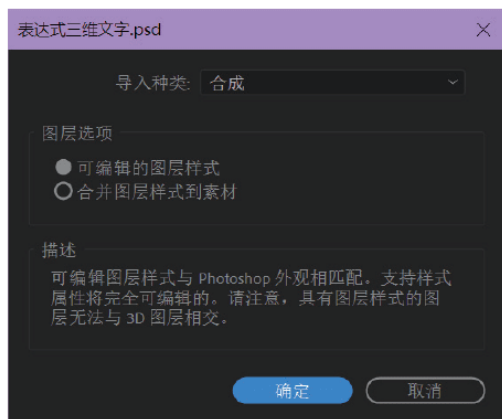 表达式三维文字.psd
导入种类: 合成
图层选项
可编辑的图层样式
合并图层样式到素材
描述
可编辑图层样式与 Photoshop 外观相匹配。支持样式
属性将完全可编辑的。请注意，具有图层样式的图
层无法与 3D 图层相交。
确定 取消